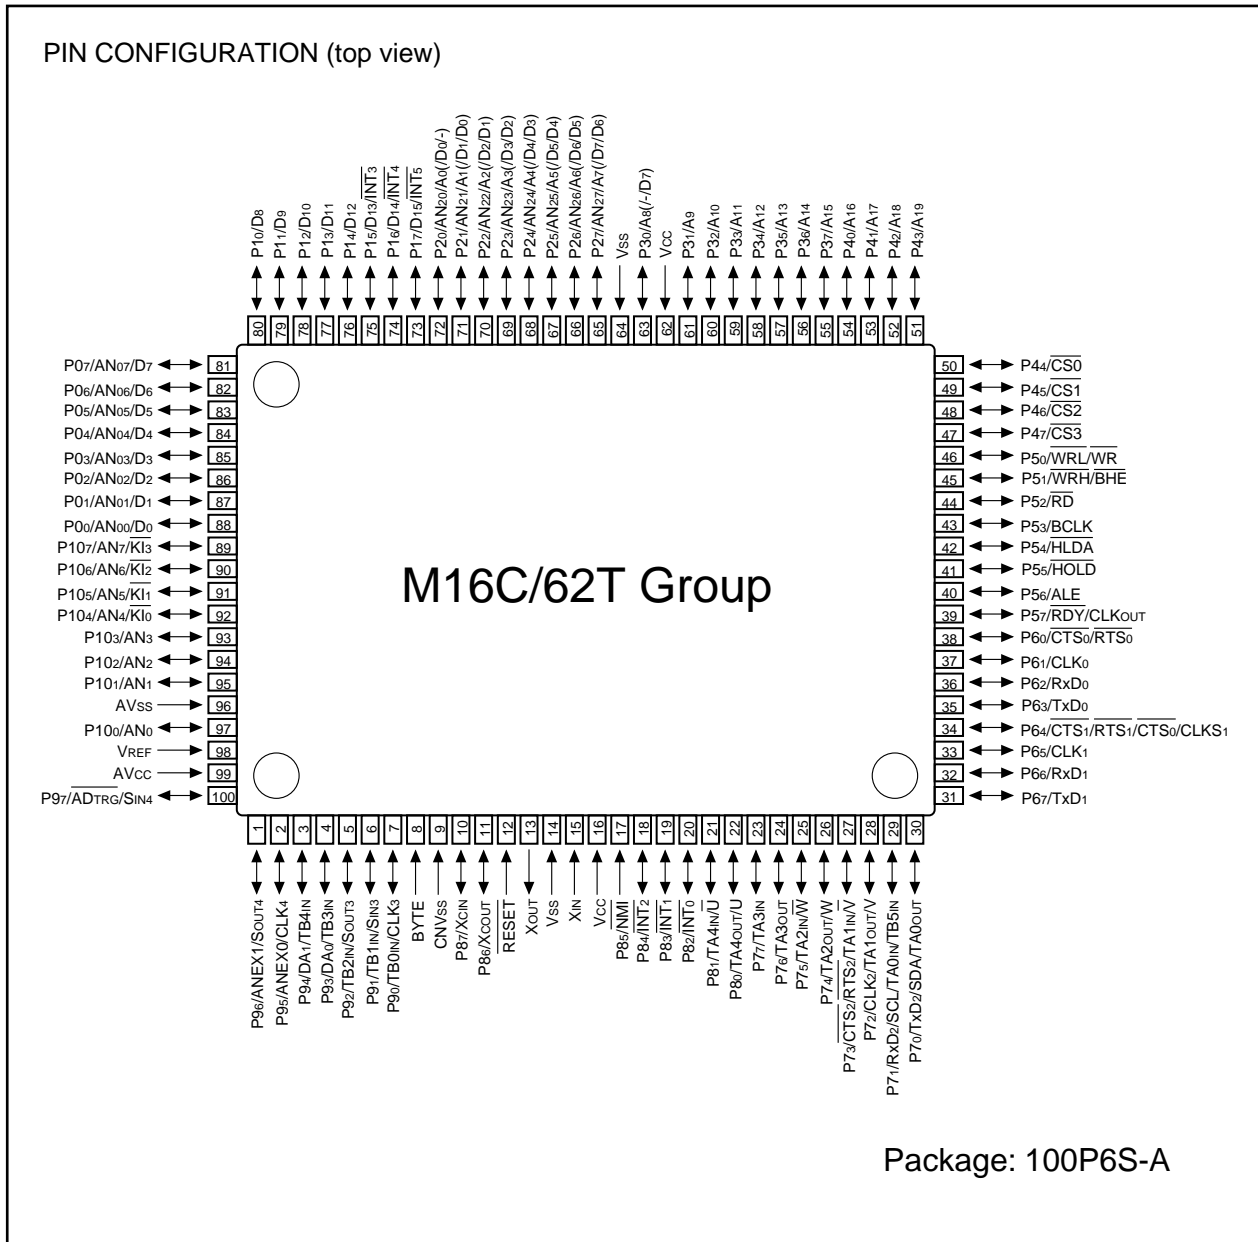 PIN CONFIGURATION (top view)
P10/D8
P11/D9
P12/D10
P13/D11
P14/D12
P15/D13/INT3
P16/D14/INT4
P17/D15/INT5
P20/AN20/A0(/D0/-)
P21/AN21/A1(/D1/D0)
P22/AN22/A2(/D2/D1)
P23/AN23/A3(/D3/D2)
P24/AN24/A4(/D4/D3)
P25/AN25/A5(/D5/D4)
P26/AN26/A6(/D6/D5)
P27/AN27/A7(/D7/D6)
Vss
P30/A8(/-/D7)
Vcc
P31/A9
P32/A10
P33/A11
P34/A12
P35/A13
P36/A14
P37/A15
P40/A16
P41/A17
P42/A18
P43/A19
80 79 78 77 76 75 74 73 72 71 70 69 68 67 66 65 64 63 62 61 60 59 58 57 56 55 54 53 52 51
P07/AN07/D7 81
P06/AN06/D6 82
P05/AN05/D5 83
P04/AN04/D4 84
P03/AN03/D3 85
P02/AN02/D2 86
P01/AN01/D1 87
P00/AN00/D0 88
P107/AN7/KI3 89
P106/AN6/KI2 90
P105/AN5/KI1 91
P104/AN4/KI0 92
P103/AN3 93
P102/AN2 94
P101/AN1 95
AVss 96
P100/AN0 97
VREF 98
AVcc 99
P97/ADTRG/SIN4 100
M16C/62T Group
50 P44/CS0
49 P45/CS1
48 P46/CS2
47 P47/CS3
46 P50/WRL/WR
45 P51/WRH/BHE
44 P52/RD
43 P53/BCLK
42 P54/HLDA
41 P55/HOLD
40 P56/ALE
39 P57/RDY/CLKOUT
38 P60/CTS0/RTS0
37 P61/CLK0
36 P62/RxD0
35 P63/TxD0
34 P64/CTS1/RTS1/CTS0/CLKS1
33 P65/CLK1
32 P66/RxD1
31 P67/TxD1
1 2 3 4 5 6 7 8 9 10 11 12 13 14 15 16 17 18 19 20 21 22 23 24 25 26 27 28 29 30
P96/ANEX1/SOUT4
P95/ANEX0/CLK4
P94/DA1/TB4IN
P93/DA0/TB3IN
P92/TB2IN/SOUT3
P91/TB1IN/SIN3
P90/TB0IN/CLK3
BYTE
CNVss
P87/XCIN
P86/XCOUT
RESET
XOUT
Vss
XIN
Vcc
P85/NMI
P84/INT2
P83/INT1
P82/INT0
P81/TA4IN/U
P80/TA4OUT/U
P77/TA3IN
P76/TA3OUT
P75/TA2IN/W
P74/TA2OUT/W
P73/CTS2/RTS2/TA1IN/V
P72/CLK2/TA1OUT/V
P71/RxD2/SCL/TA0IN/TB5IN
P70/TxD2/SDA/TA0OUT
Package: 100P6S-A